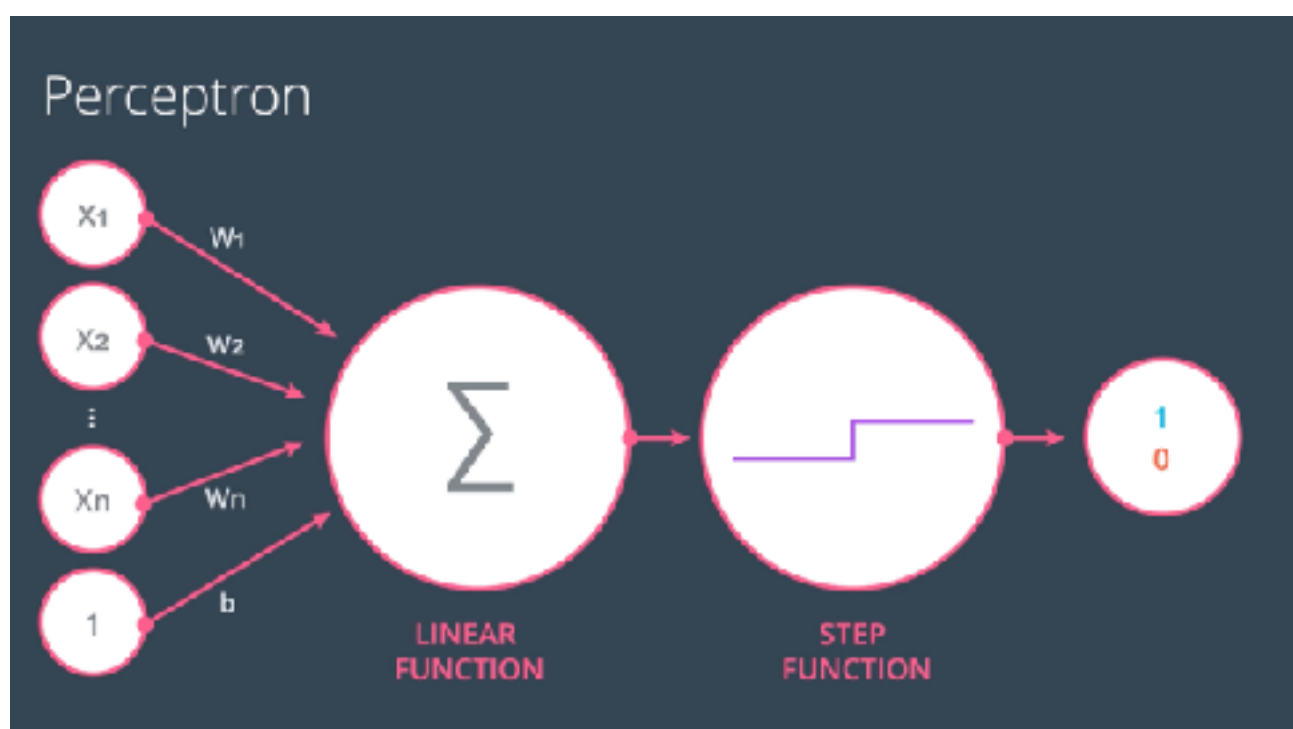 Perceptron
X1
W1
X2
W2
⋮
Xn
Wn
1
b
Σ
LINEAR
FUNCTION
STEP
FUNCTION
1
0